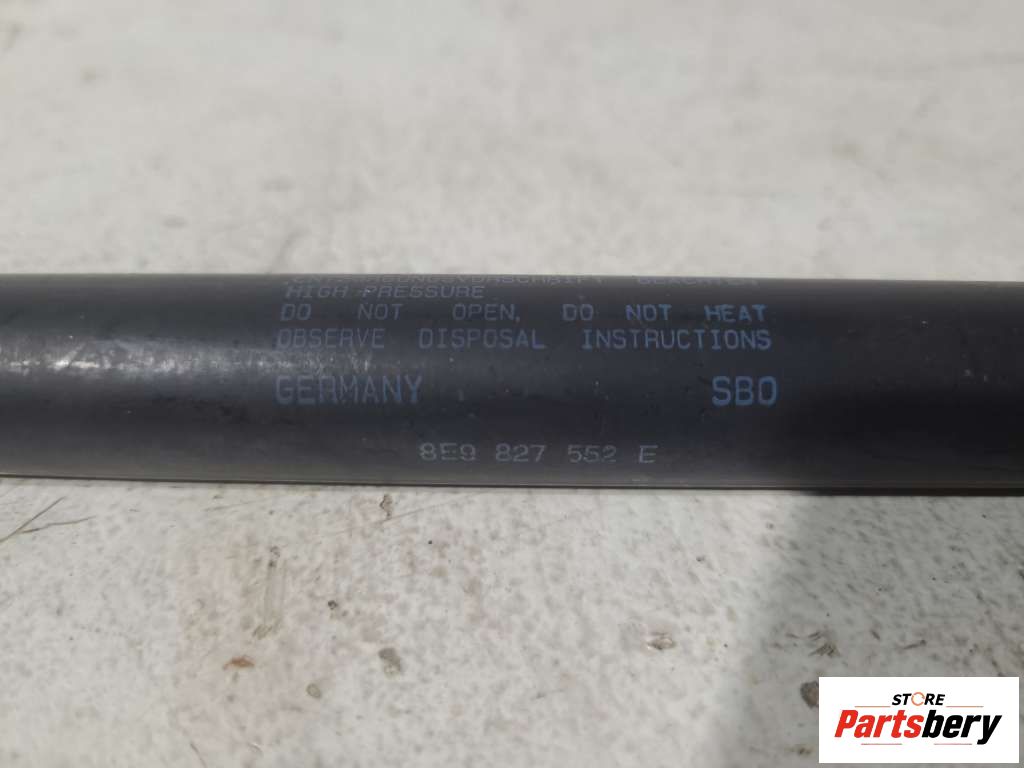 HIGH PRESSURE
DO NOT OPEN, DO NOT HEAT
OBSERVE DISPOSAL INSTRUCTIONS
GERMANY SBO
8E9 827 552 E
STORE
Partsbery